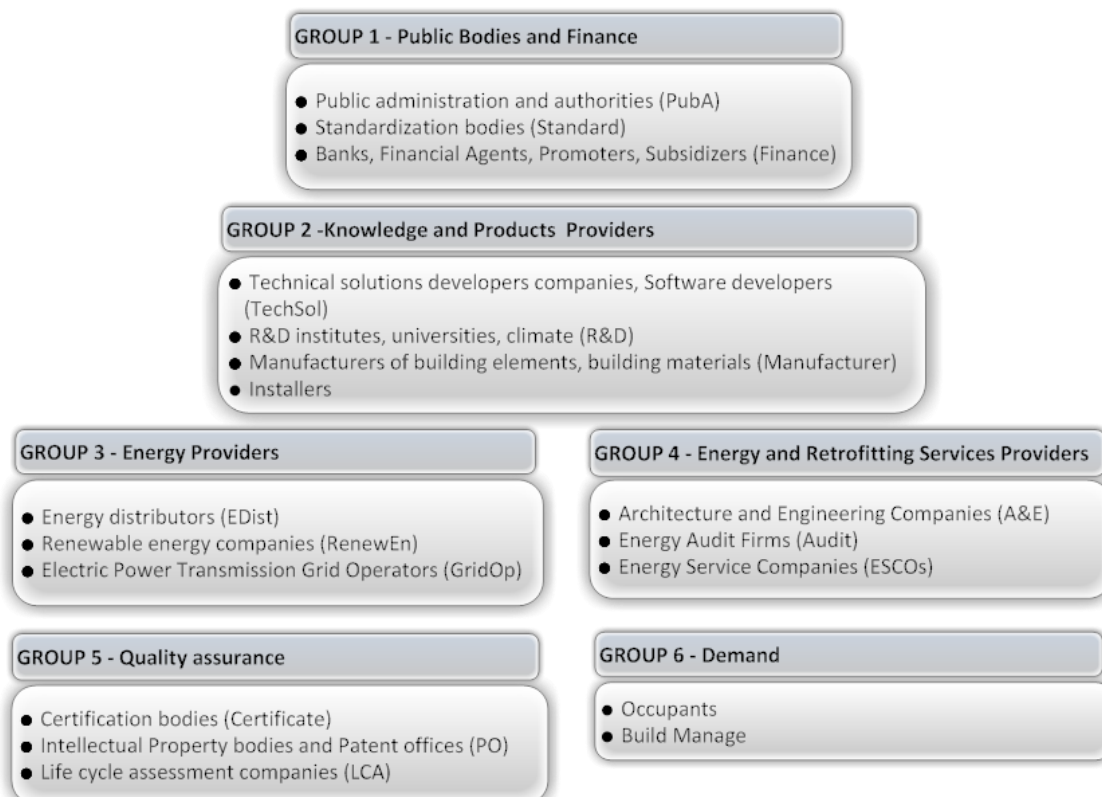 GROUP 1 - Public Bodies and Finance
● Public administration and authorities (PubA)
● Standardization bodies (Standard)
● Banks, Financial Agents, Promoters, Subsidizers (Finance)
GROUP 2 -Knowledge and Products Providers
● Technical solutions developers companies, Software developers
(TechSol)
● R&D institutes, universities, climate (R&D)
● Manufacturers of building elements, building materials (Manufacturer)
● Installers
GROUP 3 - Energy Providers
● Energy distributors (EDist)
● Renewable energy companies (RenewEn)
● Electric Power Transmission Grid Operators (GridOp)
GROUP 4 - Energy and Retrofitting Services Providers
● Architecture and Engineering Companies (A&E)
● Energy Audit Firms (Audit)
● Energy Service Companies (ESCOs)
GROUP 5 - Quality assurance
● Certification bodies (Certificate)
● Intellectual Property bodies and Patent offices (PO)
● Life cycle assessment companies (LCA)
GROUP 6 - Demand
● Occupants
● Build Manage